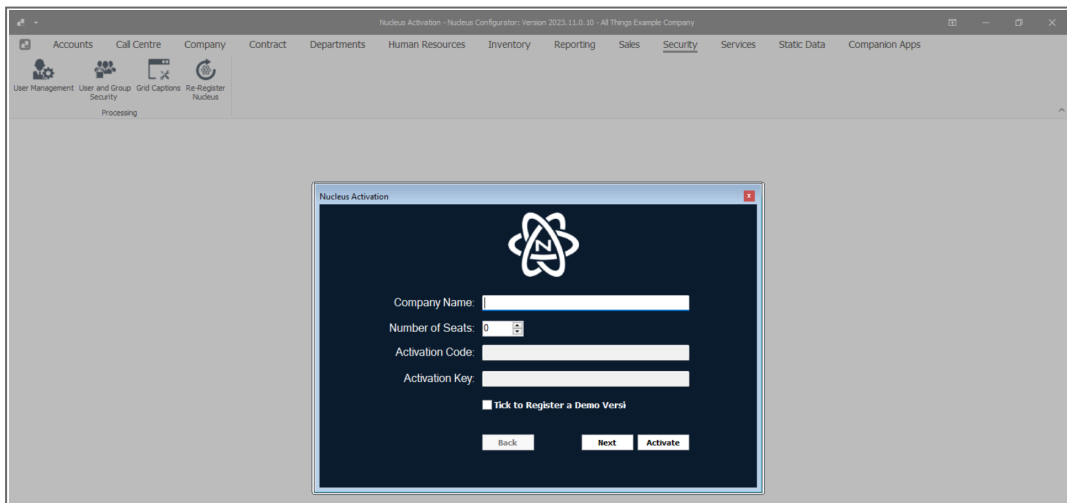 Nucleus Activation - Nucleus Configurator: Version 2023.11.0.10 - All Things Example Company
Accounts Call Centre Company Contract Departments Human Resources Inventory Reporting Sales Security Services Static Data Companion Apps
User Management User and Group Security Grid Captions Re-Register Nucleus
Processing
Nucleus Activation
N
Company Name:
Number of Seats: 0
Activation Code:
Activation Key:
Tick to Register a Demo Versi
Back Next Activate